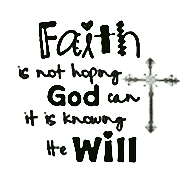 Faith
is not hoping
God can
it is knowing
He Will